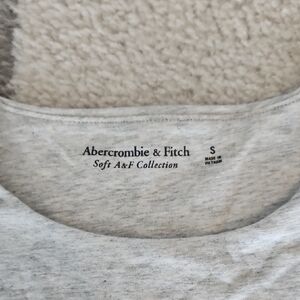 Abercrombie & Fitch
Soft A&F Collection
S
MADE IN
VIETNAM